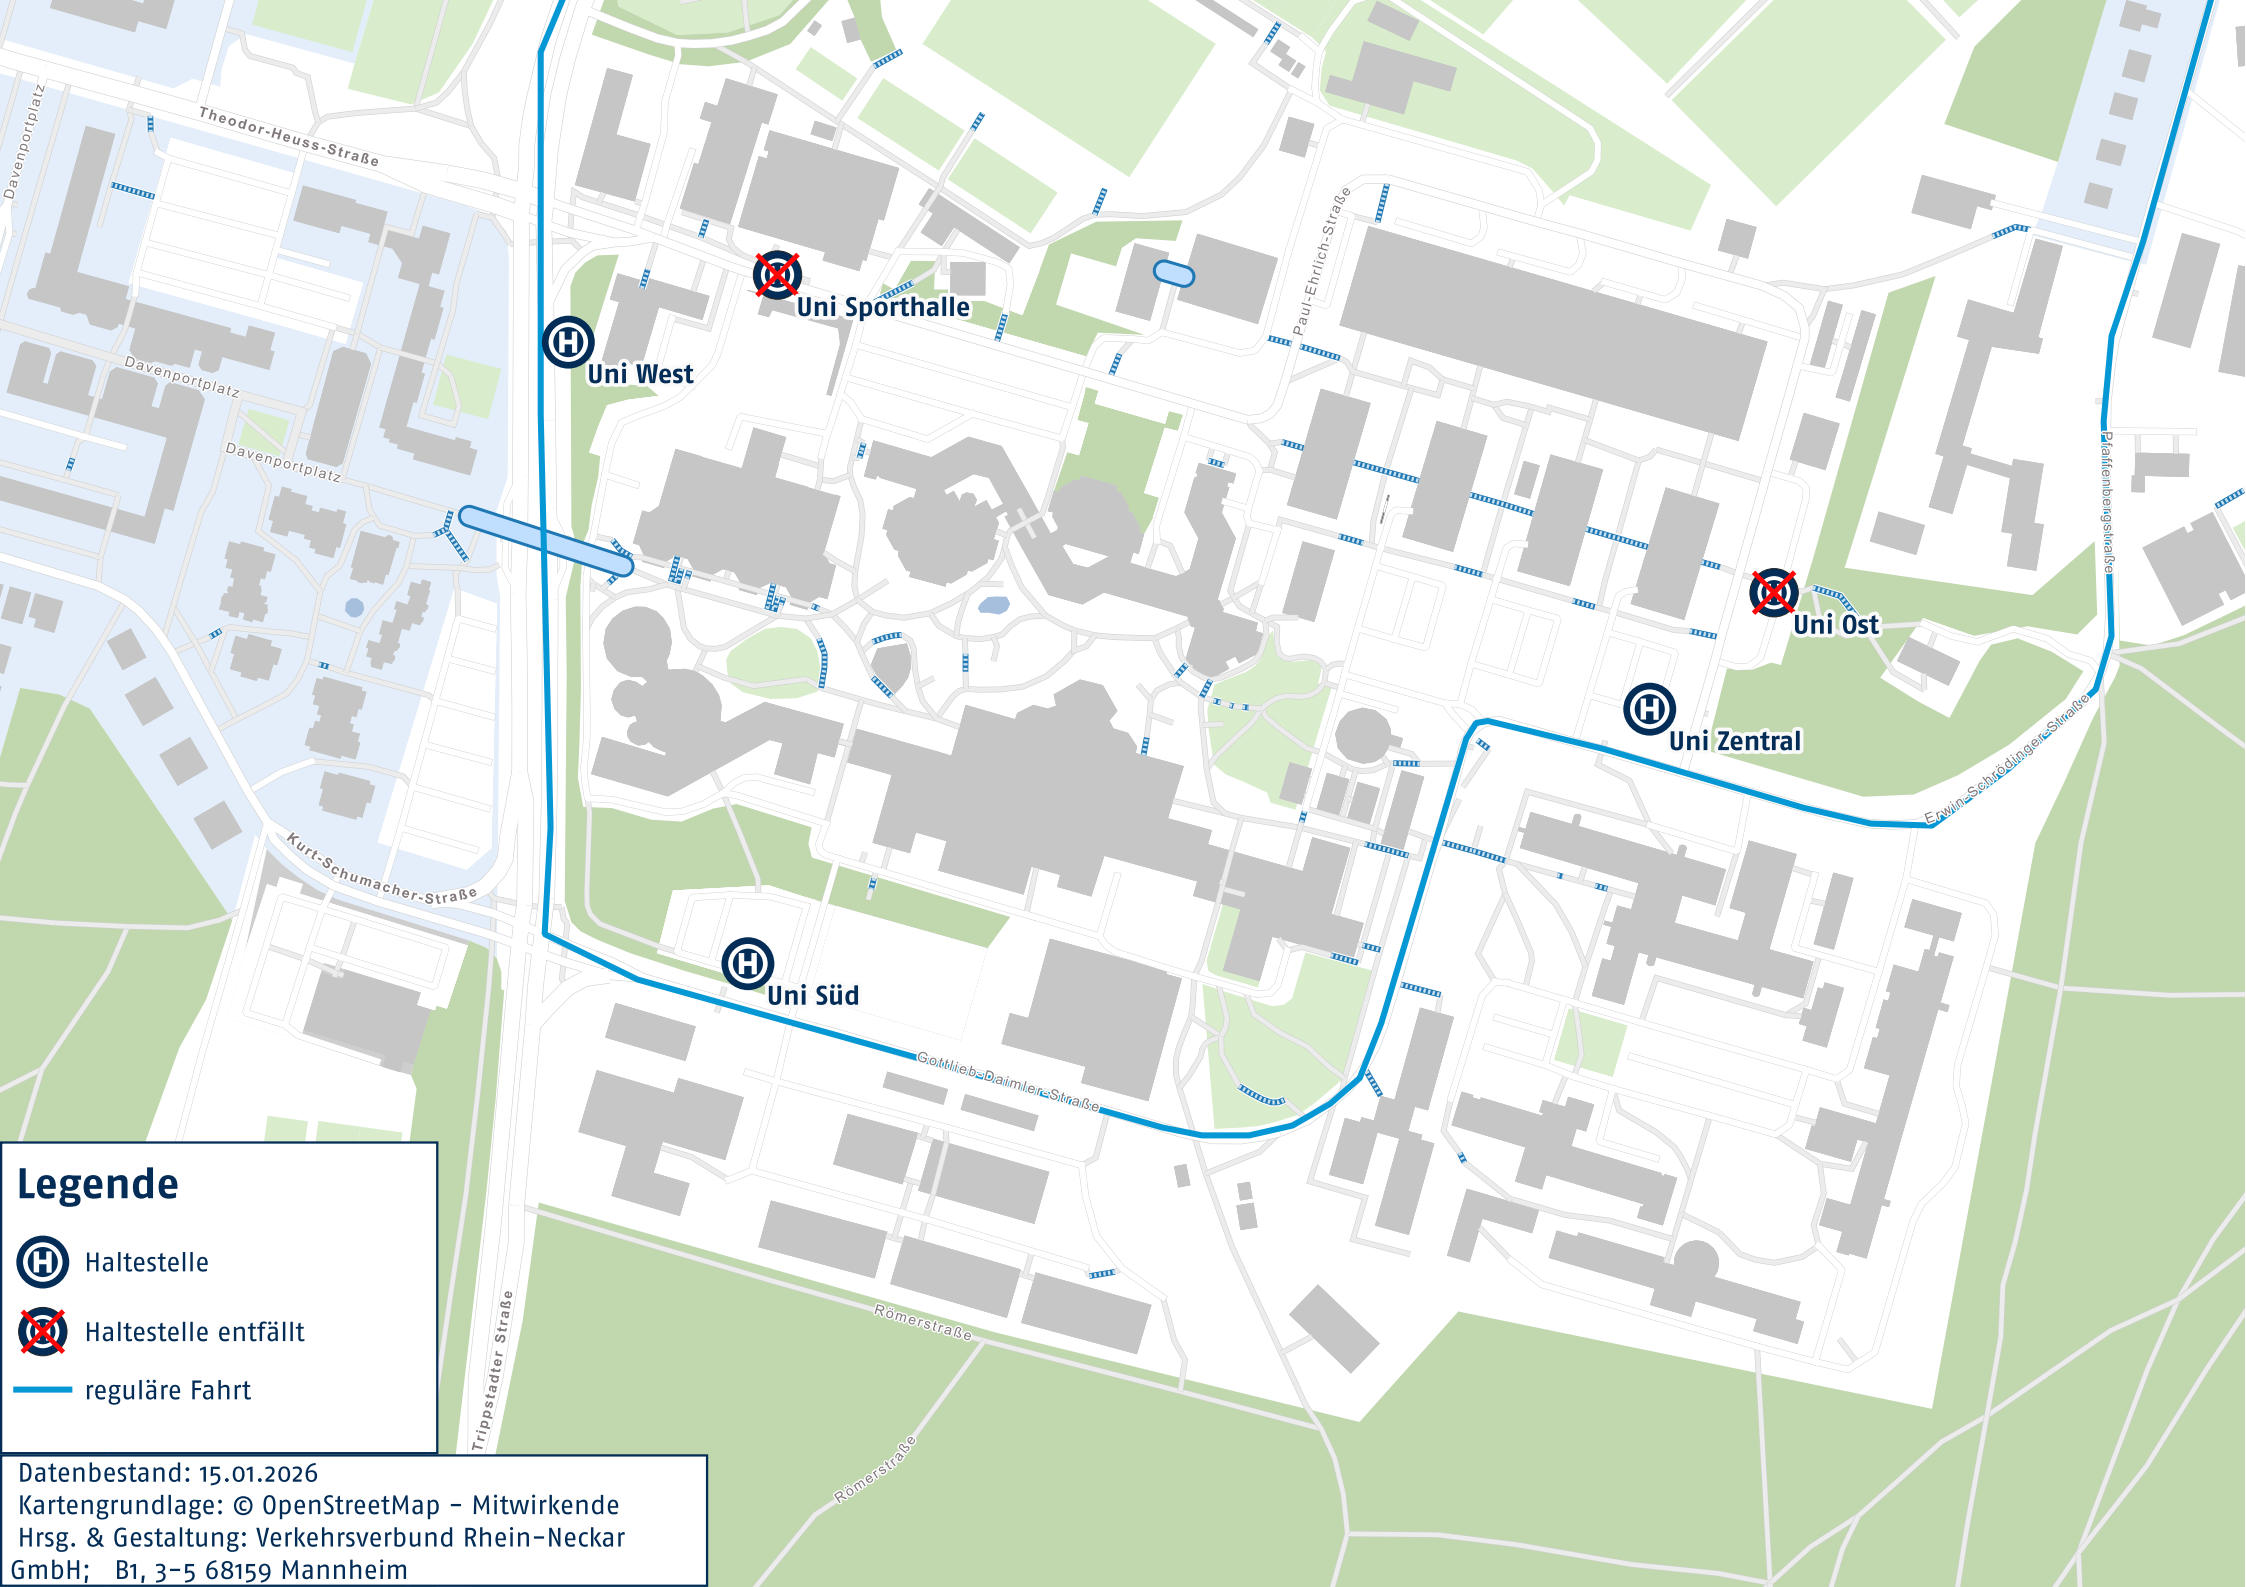 Theodor-Heuss-Straße
Davenportplatz
Paul-Ehrlich-Straße
Uni Sporthalle
Uni West
Davenportplatz
Davenportplatz
Pfaffenbergstraße
Uni Ost
Uni Zentral
Erwin-Schrödinger-Straße
Kurt-Schumacher-Straße
H
H
H
Uni Süd
Gottlieb-Daimler-Straße
Römerstraße
Trippstadter Straße
Römerstraße
Legende
H
Haltestelle
Haltestelle entfällt
reguläre Fahrt
Datenbestand: 15.01.2026
Kartengrundlage: © OpenStreetMap - Mitwirkende
Hrsg. & Gestaltung: Verkehrsverbund Rhein-Neckar
GmbH; B1, 3-5 68159 Mannheim